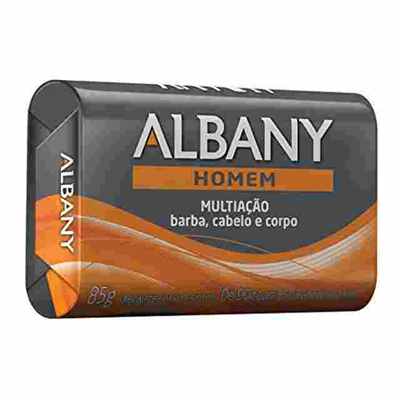 ALBANY
HOMEM
MULTIAÇÃO
barba, cabelo e corpo
85g
ALBANY